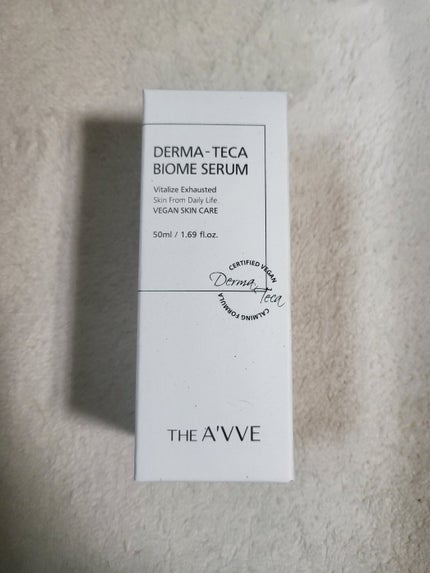 DERMA-TECA
BIOME SERUM
Vitalize Exhausted
Skin From Daily Life
VEGAN SKIN CARE
50ml / 1.69 fl.oz.
CERTIFIED VEGAN
Derma
Teca
CALMING FORMULA
THE A'VVE